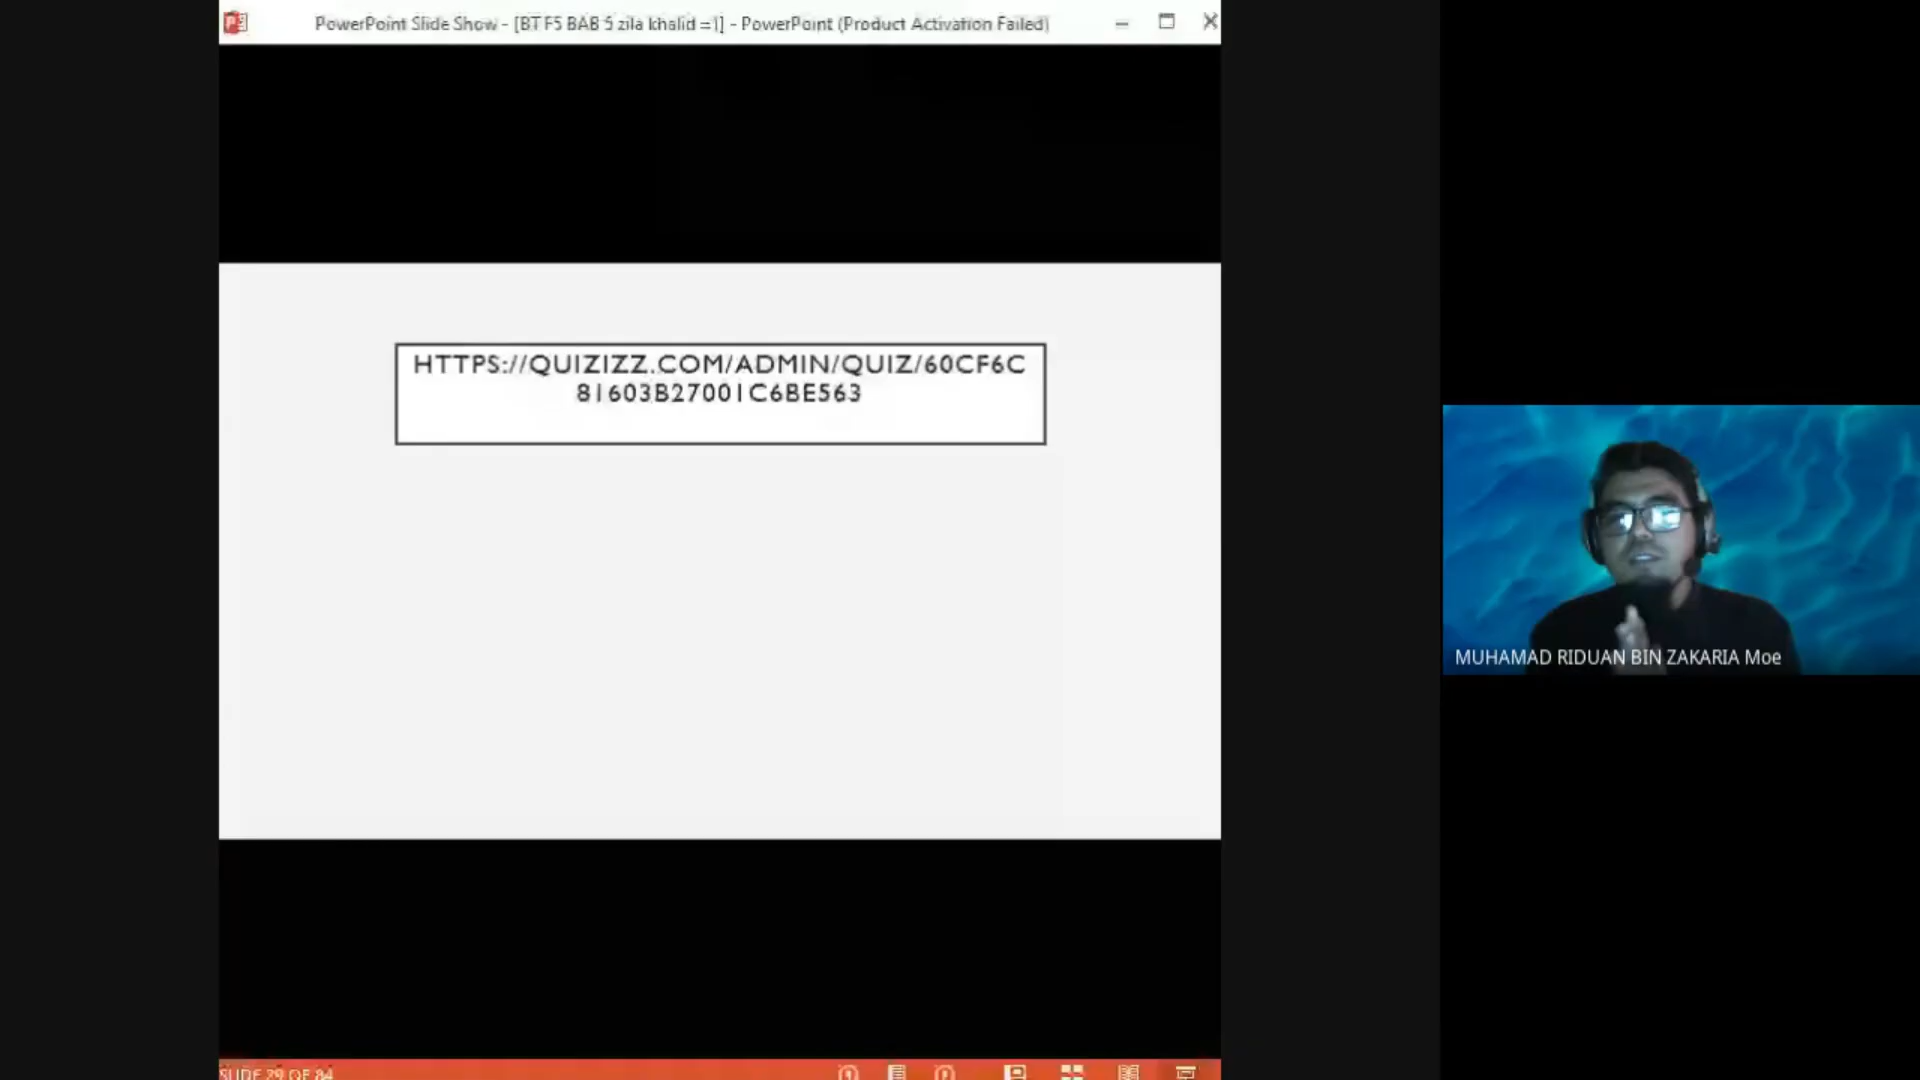 PowerPoint Slide Show - [BT F5 BAB 5 zila khalid =)] - PowerPoint (Product Activation Failed)
HTTPS://QUIZIZZ.COM/ADMIN/QUIZ/60CF6C
81603B27001C6BE563
MUHAMAD RIDUAN BIN ZAKARIA Moe
SLIDE 29 OF 84